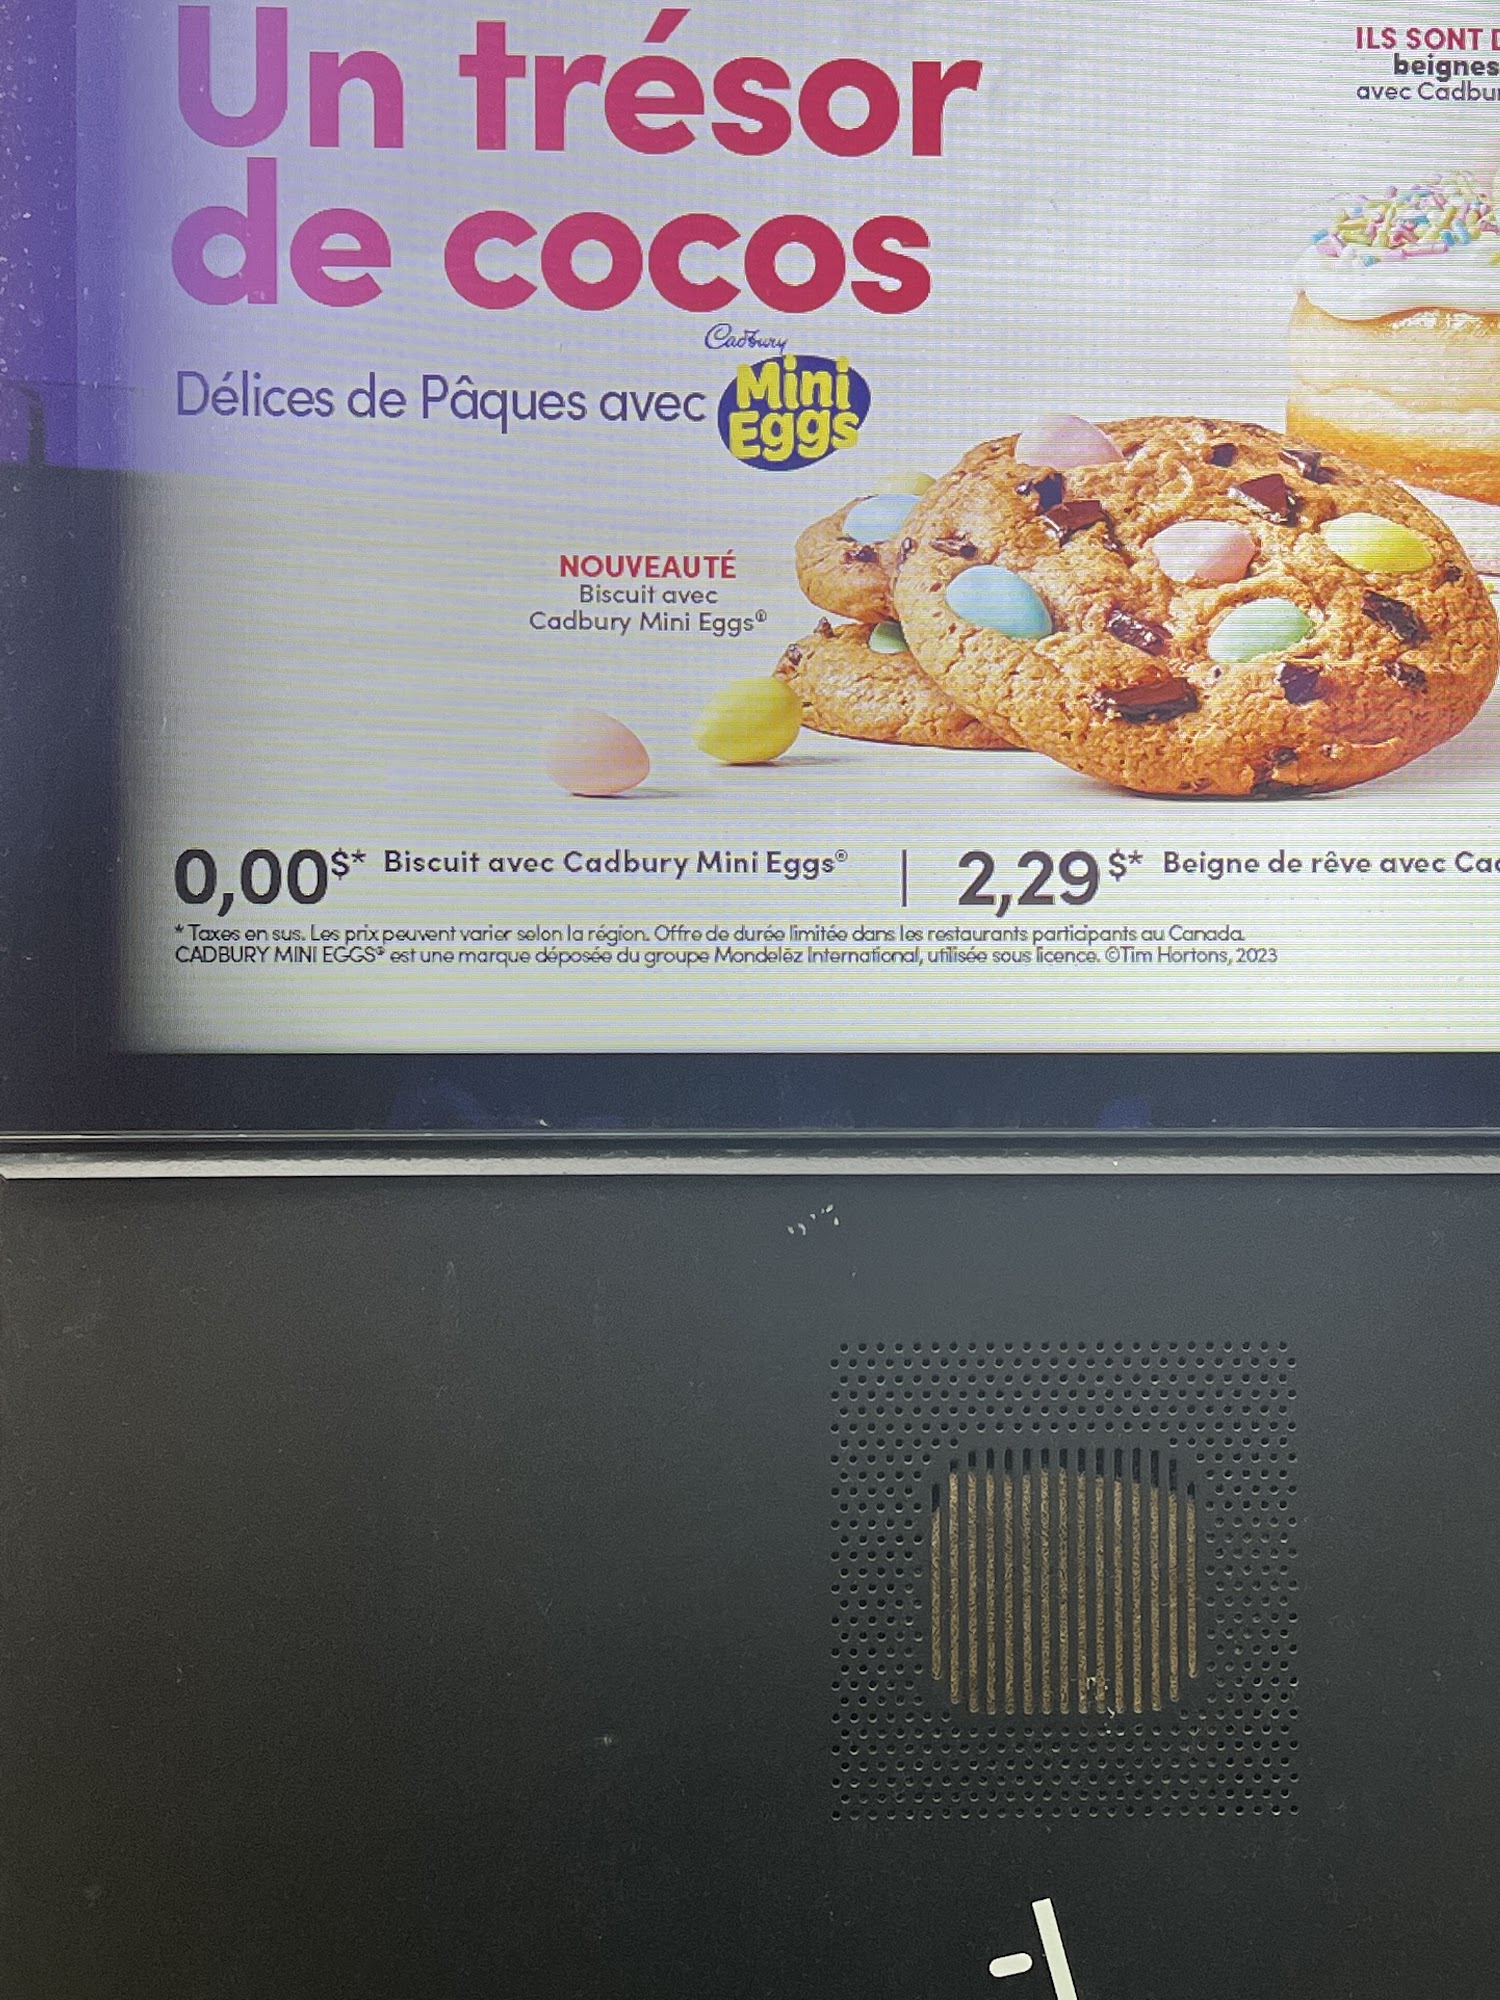 Un trésor
de cocos
Délices de Pâques avec
Cadbury
Mini
Eggs
ILS SONT
beignes
avec
NOUVEAUTÉ
Biscuit avec
Cadbury Mini Eggs®
0,00$* Biscuit avec Cadbury Mini Eggs® | 2,29$* Beigne de rêve avec
* Taxes en sus. Les prix peuvent varier selon la région. Offre de durée limitée dans les restaurants participants au Canada.
CADBURY MINI EGGS® est une marque déposée du groupe Mondelēz International, utilisée sous licence. ©Tim Hortons, 2023